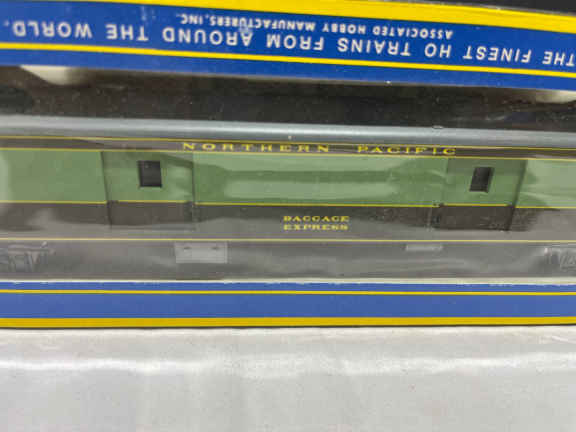 THE FINEST HO TRAINS FROM AROUND THE WORLD.
ASSOCIATED HOBBY MANUFACTURERS, INC.
NORTHERN PACIFIC
BAGGAGE
EXPRESS